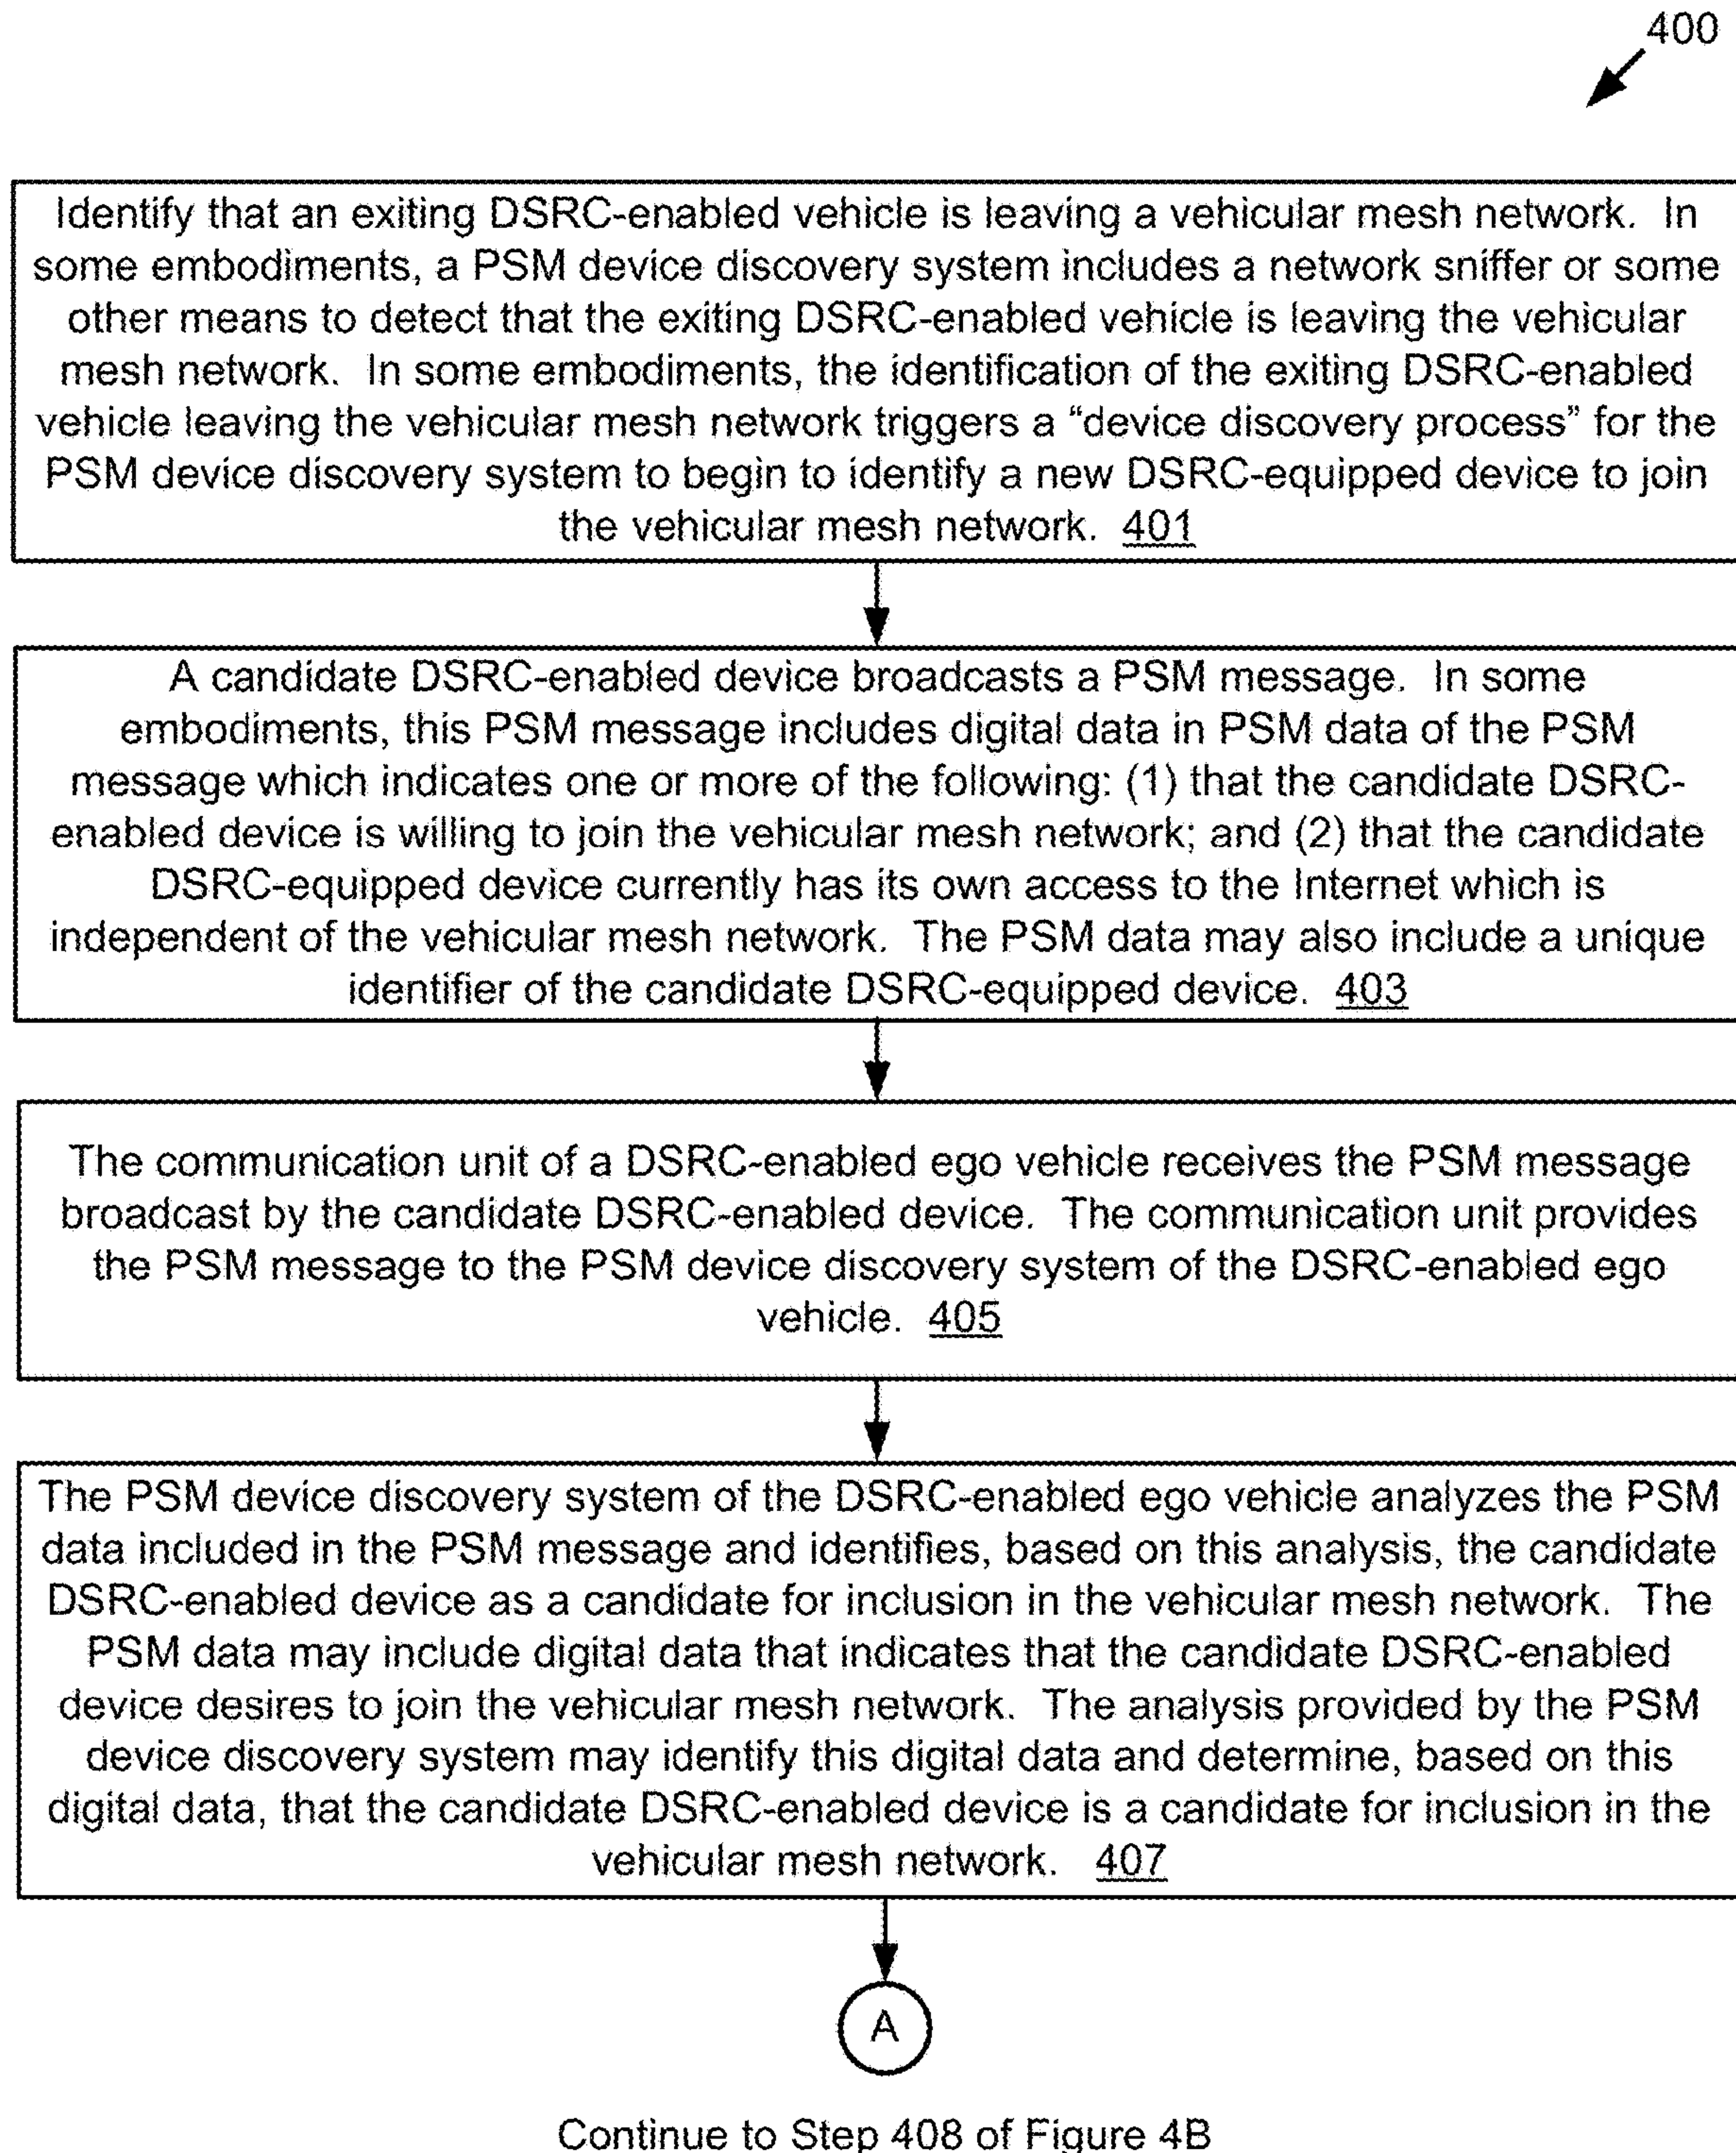 400
Identify that an exiting DSRC-enabled vehicle is leaving a vehicular mesh network. In
some embodiments, a PSM device discovery system includes a network sniffer or some
other means to detect that the exiting DSRC-enabled vehicle is leaving the vehicular
mesh network. In some embodiments, the identification of the exiting DSRC-enabled
vehicle leaving the vehicular mesh network triggers a “device discovery process” for the
PSM device discovery system to begin to identify a new DSRC-equipped device to join
the vehicular mesh network. 401
A candidate DSRC-enabled device broadcasts a PSM message. In some
embodiments, this PSM message includes digital data in PSM data of the PSM
message which indicates one or more of the following: (1) that the candidate DSRC-
enabled device is willing to join the vehicular mesh network; and (2) that the candidate
DSRC-equipped device currently has its own access to the Internet which is
independent of the vehicular mesh network. The PSM data may also include a unique
identifier of the candidate DSRC-equipped device. 403
The communication unit of a DSRC-enabled ego vehicle receives the PSM message
broadcast by the candidate DSRC-enabled device. The communication unit provides
the PSM message to the PSM device discovery system of the DSRC-enabled ego
vehicle. 405
The PSM device discovery system of the DSRC-enabled ego vehicle analyzes the PSM
data included in the PSM message and identifies, based on this analysis, the candidate
DSRC-enabled device as a candidate for inclusion in the vehicular mesh network. The
PSM data may include digital data that indicates that the candidate DSRC-enabled
device desires to join the vehicular mesh network. The analysis provided by the PSM
device discovery system may identify this digital data and determine, based on this
digital data, that the candidate DSRC-enabled device is a candidate for inclusion in the
vehicular mesh network. 407
A
Continue to Step 408 of Figure 4B